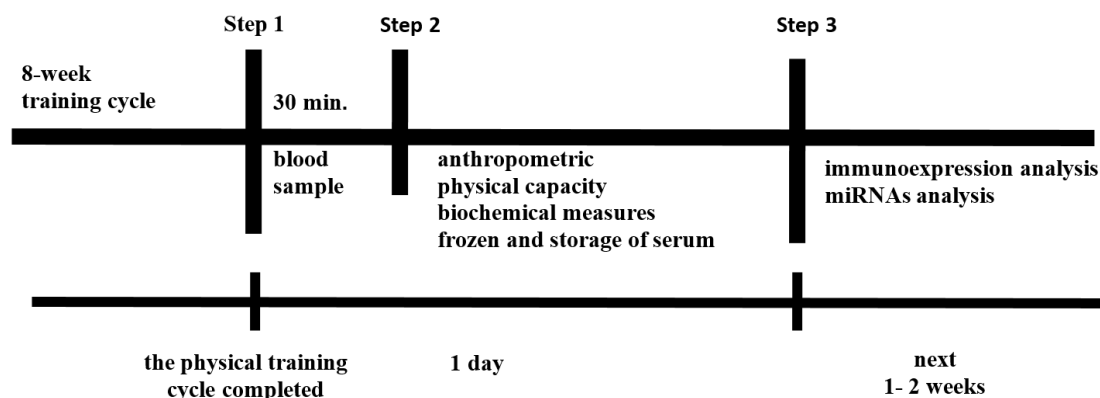 Step 1
Step 2
Step 3
8-week
training cycle
30 min.
blood
sample
anthropometric
physical capacity
biochemical measures
frozen and storage of serum
immunoexpression analysis
miRNAs analysis
the physical training
cycle completed
1 day
next
1- 2 weeks